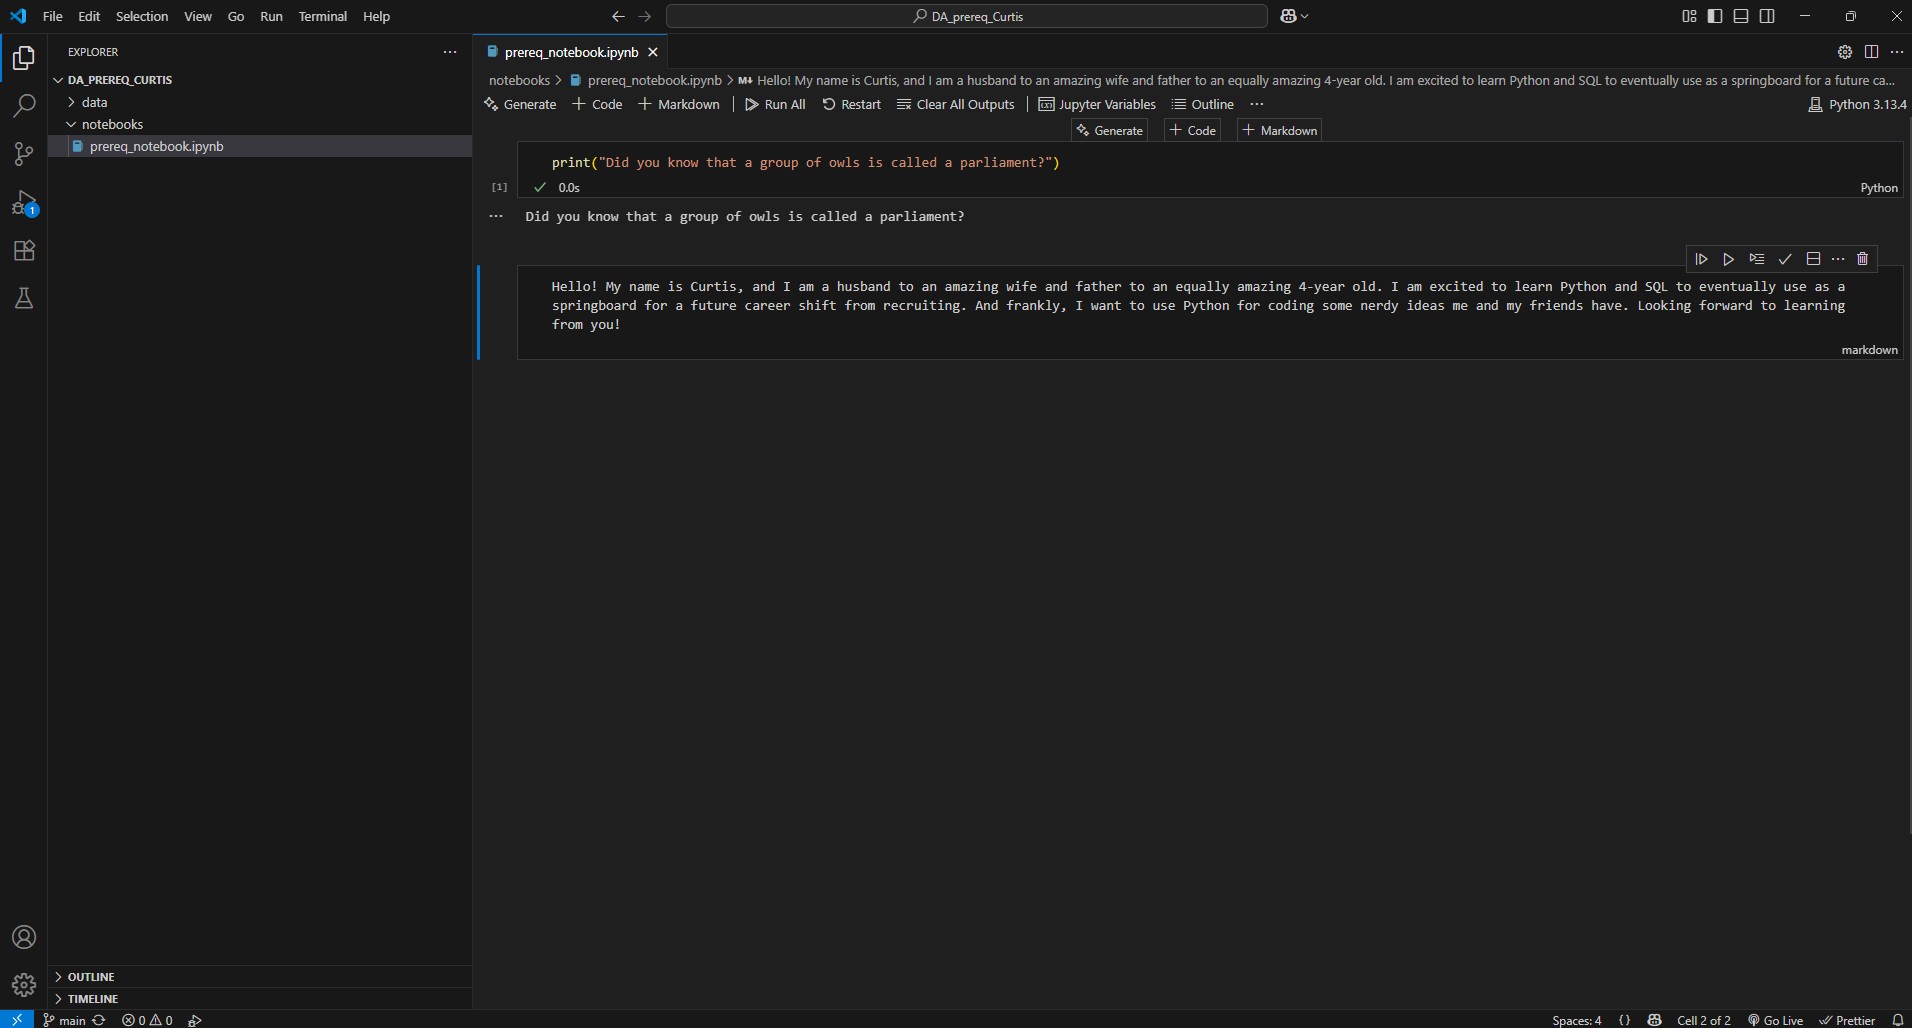 File Edit Selection View Go Run Terminal Help
DA_prereq_Curtis
EXPLORER
DA_PREREQ_CURTIS
data
notebooks
prereq_notebook.ipynb
OUTLINE
TIMELINE
prereq_notebook.ipynb
notebooks > prereq_notebook.ipynb > M↓ Hello! My name is Curtis, and I am a husband to an amazing wife and father to an equally amazing 4-year old. I am excited to learn Python and SQL to eventually use as a springboard for a future ca...
Generate + Code + Markdown | Run All Restart Clear All Outputs | Jupyter Variables Outline ... Python 3.13.4
Generate + Code + Markdown
print("Did you know that a group of owls is called a parliament?")
[1] ✓ 0.0s Python
... Did you know that a group of owls is called a parliament?
Hello! My name is Curtis, and I am a husband to an amazing wife and father to an equally amazing 4-year old. I am excited to learn Python and SQL to eventually use as a
springboard for a future career shift from recruiting. And frankly, I want to use Python for coding some nerdy ideas me and my friends have. Looking forward to learning
from you!
markdown
1
main 0 0 Spaces: 4 {} Cell 2 of 2 Go Live Prettier